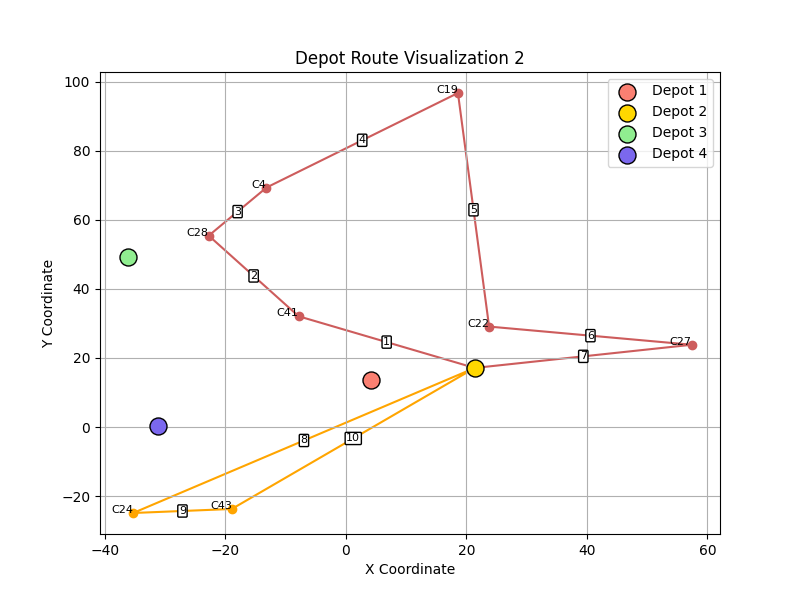 Depot Route Visualization 2
Depot 1
Depot 2
Depot 3
Depot 4
100
80
60
40
20
0
−20
Y Coordinate
C19
4
C4
3
5
C28
2
C41
1
C22
6
C27
7
8
10
C24
9
C43
−40
−20
0
20
40
60
X Coordinate